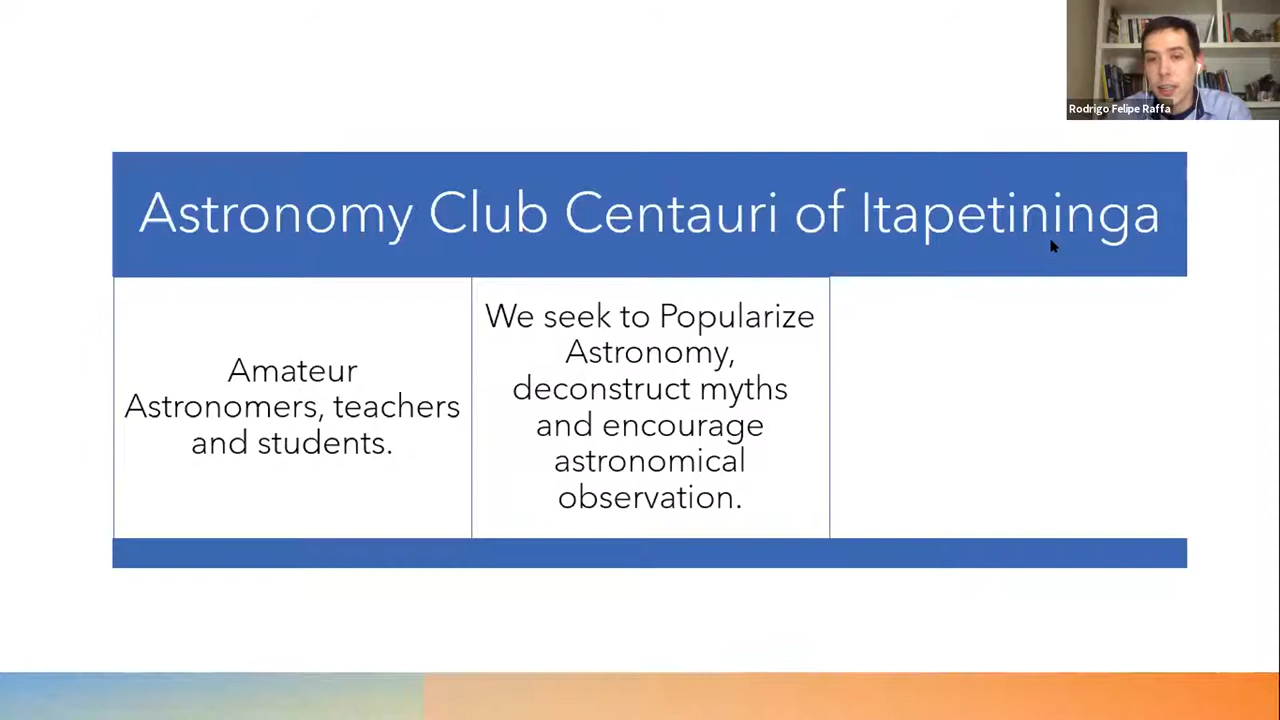 Rodrigo Felipe Raffa
Astronomy Club Centauri of Itapetininga
Amateur
Astronomers, teachers
and students.
We seek to Popularize
Astronomy,
deconstruct myths
and encourage
astronomical
observation.